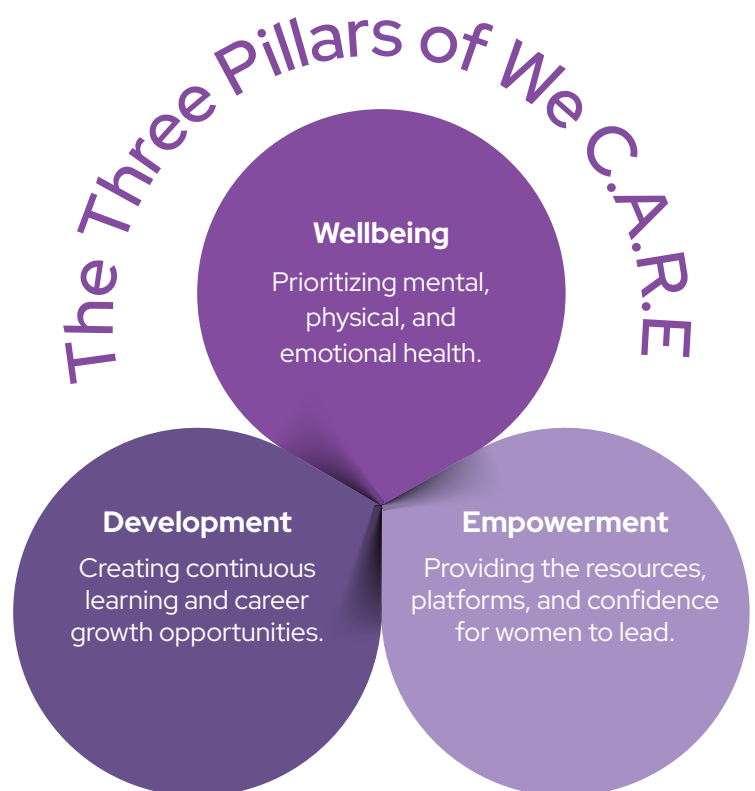 The Three Pillars of We C.A.R.E
Wellbeing
Prioritizing mental,
physical, and
emotional health.
Development
Creating continuous
learning and career
growth opportunities.
Empowerment
Providing the resources,
platforms, and confidence
for women to lead.